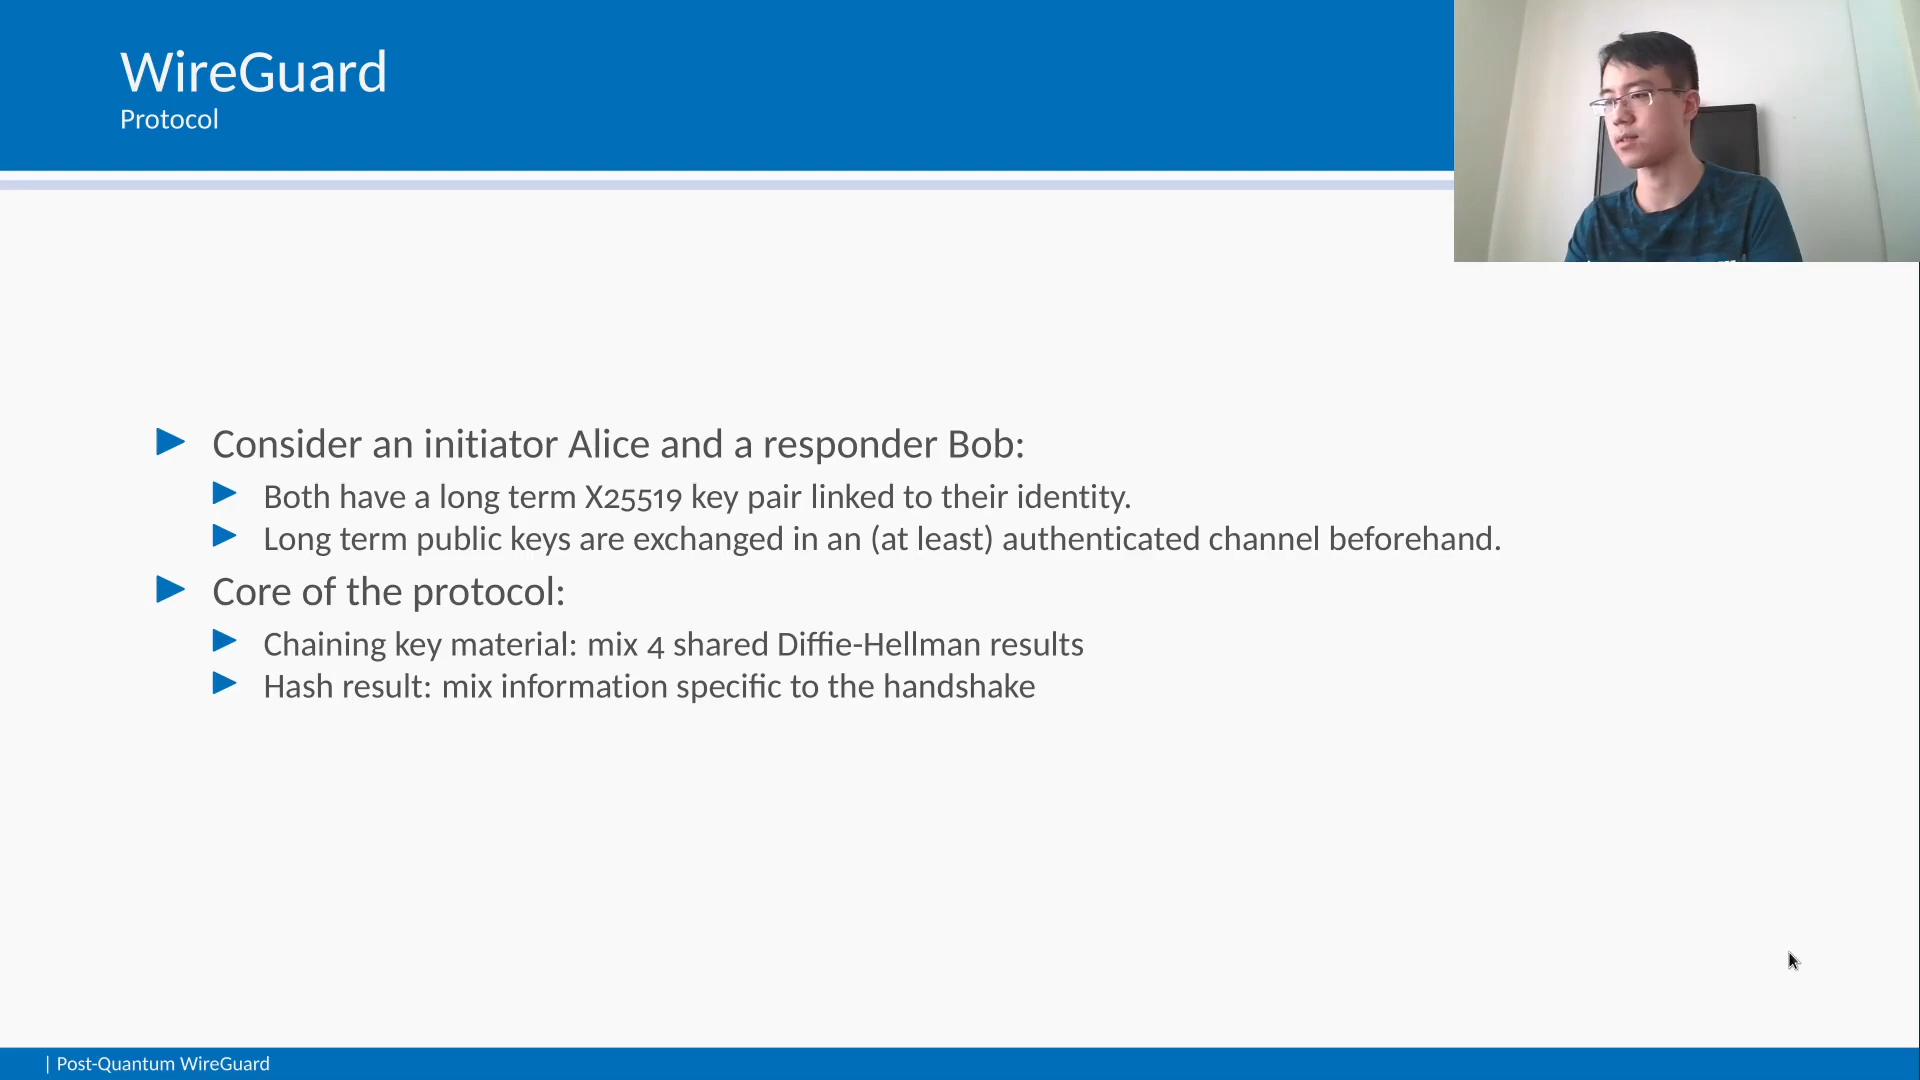 WireGuard
Protocol
Consider an initiator Alice and a responder Bob:
Both have a long term X25519 key pair linked to their identity.
Long term public keys are exchanged in an (at least) authenticated channel beforehand.
Core of the protocol:
Chaining key material: mix 4 shared Diffie-Hellman results
Hash result: mix information specific to the handshake
| Post-Quantum WireGuard